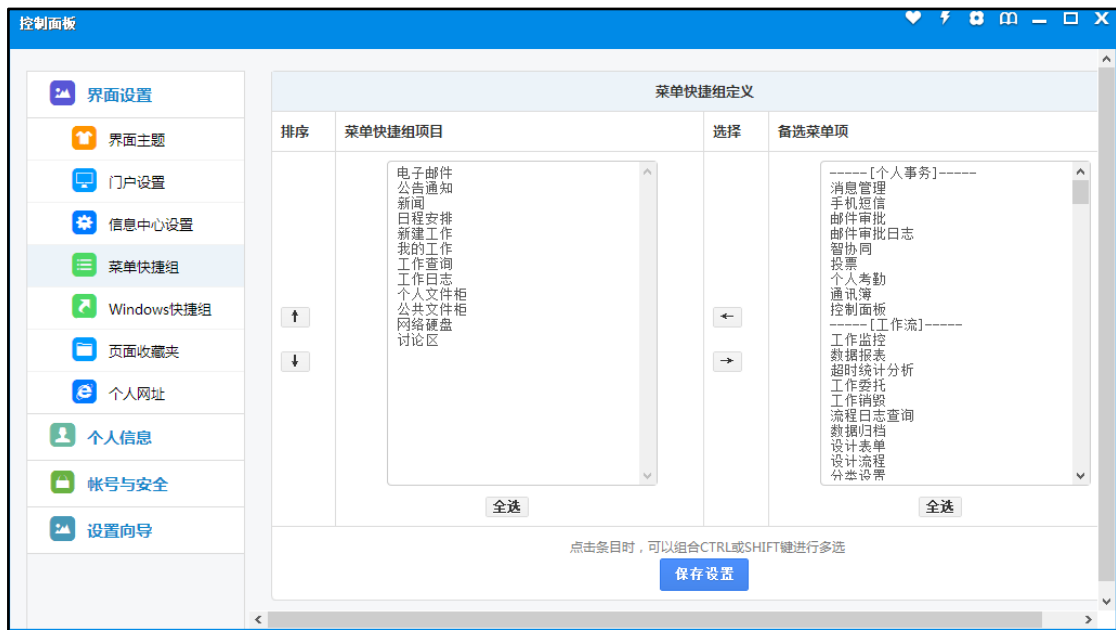 控制面板
界面设置
界面主题
门户设置
信息中心设置
菜单快捷组
Windows快捷组
页面收藏夹
个人网址
个人信息
帐号与安全
设置向导
菜单快捷组定义
排序 菜单快捷组项目 选择 备选菜单项
电子邮件
公告通知
新闻
日程安排
新建工作
我的工作
工作查询
工作日志
个人文件柜
公共文件柜
网络硬盘
讨论区
全选
-----[个人事务]-----
消息管理
手机短信
邮件审批
邮件审批日志
智协同
投票
个人考勤
通讯簿
控制面板
-----[工作流]-----
工作监控
数据报表
超时统计分析
工作委托
工作销毁
流程日志查询
数据归档
设计表单
设计流程
分类设置
全选
点击条目时，可以组合CTRL或SHIFT键进行多选
保存设置